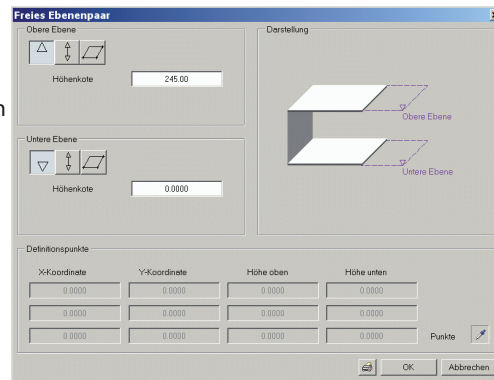 Freies Ebenenpaar
Obere Ebene
Höhenkote 245.00
Untere Ebene
Höhenkote 0.0000
Darstellung
Obere Ebene
Untere Ebene
Definitionspunkte
X-Koordinate Y-Koordinate Höhe oben Höhe unten
0.0000 0.0000 0.0000 0.0000
0.0000 0.0000 0.0000 0.0000
0.0000 0.0000 0.0000 0.0000
Punkte
OK Abbrechen